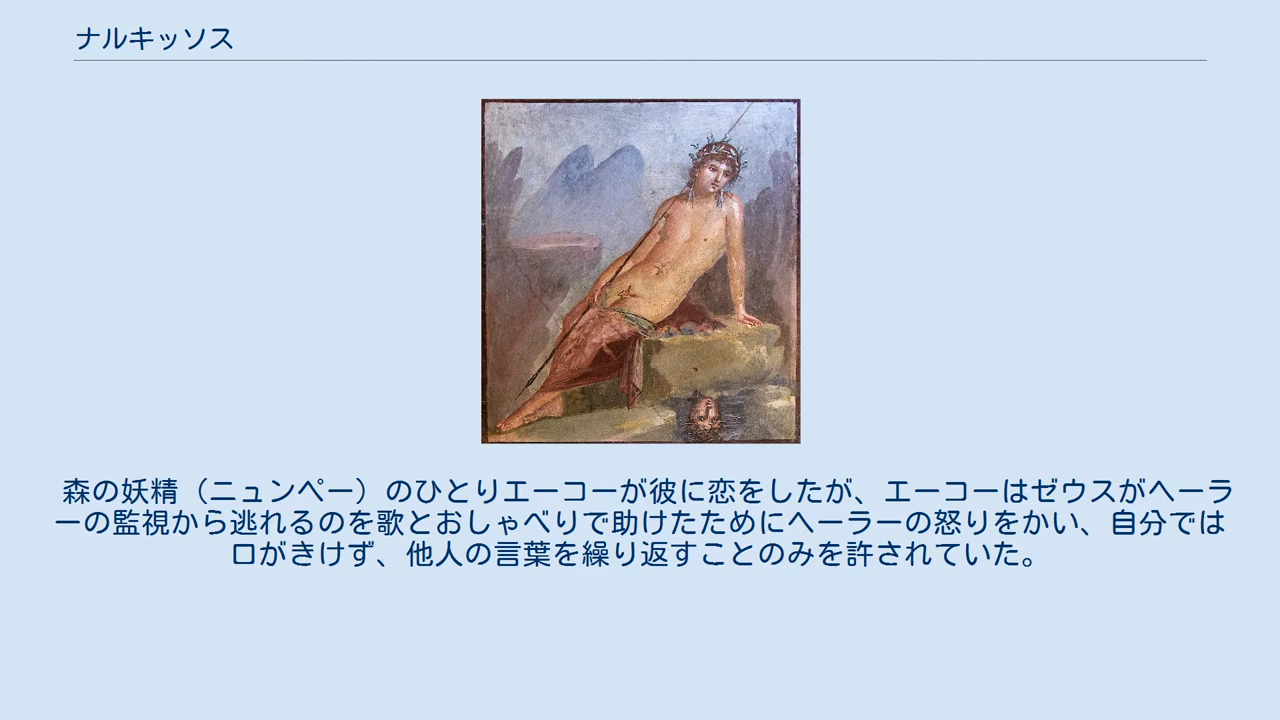 ナルキッソス
森の妖精（ニュンペー）のひとりエーコーが彼に恋をしたが、エーコーはゼウスがヘーラ
ーの監視から逃れるのを歌とおしゃべりで助けたためにヘーラーの怒りをかい、自分では
口がきけず、他人の言葉を繰り返すことのみを許されていた。